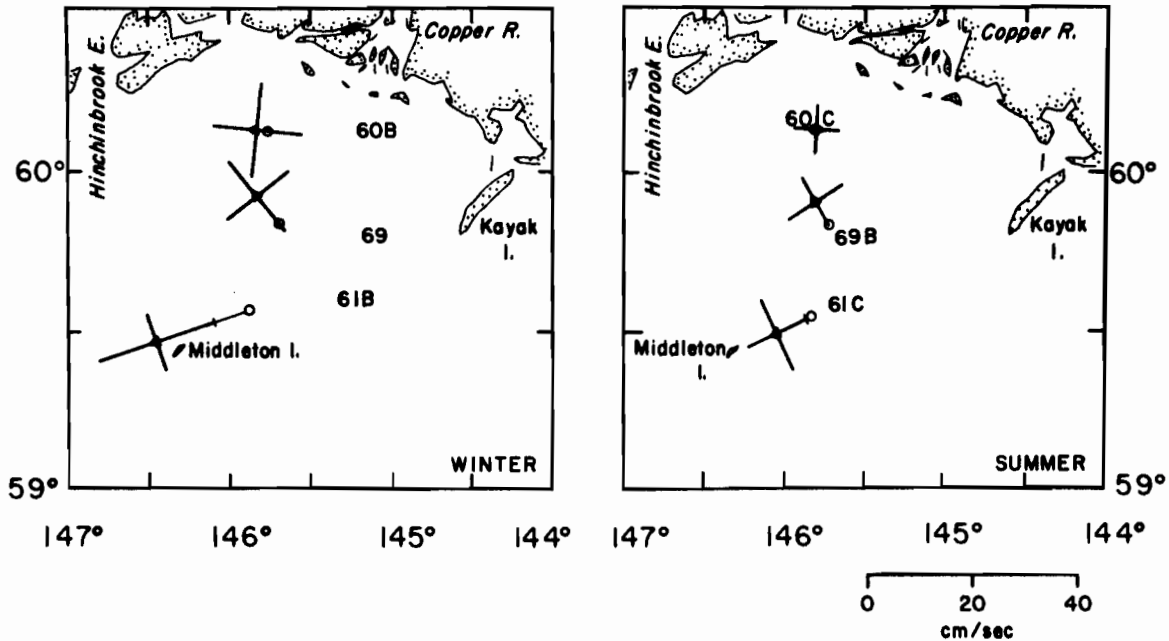 Hinchinbrook E.
Copper R.
60B
60°
69
Kayak
I.
61B
Middleton I.
WINTER
59°
147°
146°
145°
144°
Hinchinbrook E.
Copper R.
60C
60°
69B
Kayak
I.
61C
Middleton
I.
SUMMER
59°
147°
146°
145°
144°
0
20
40
cm/sec